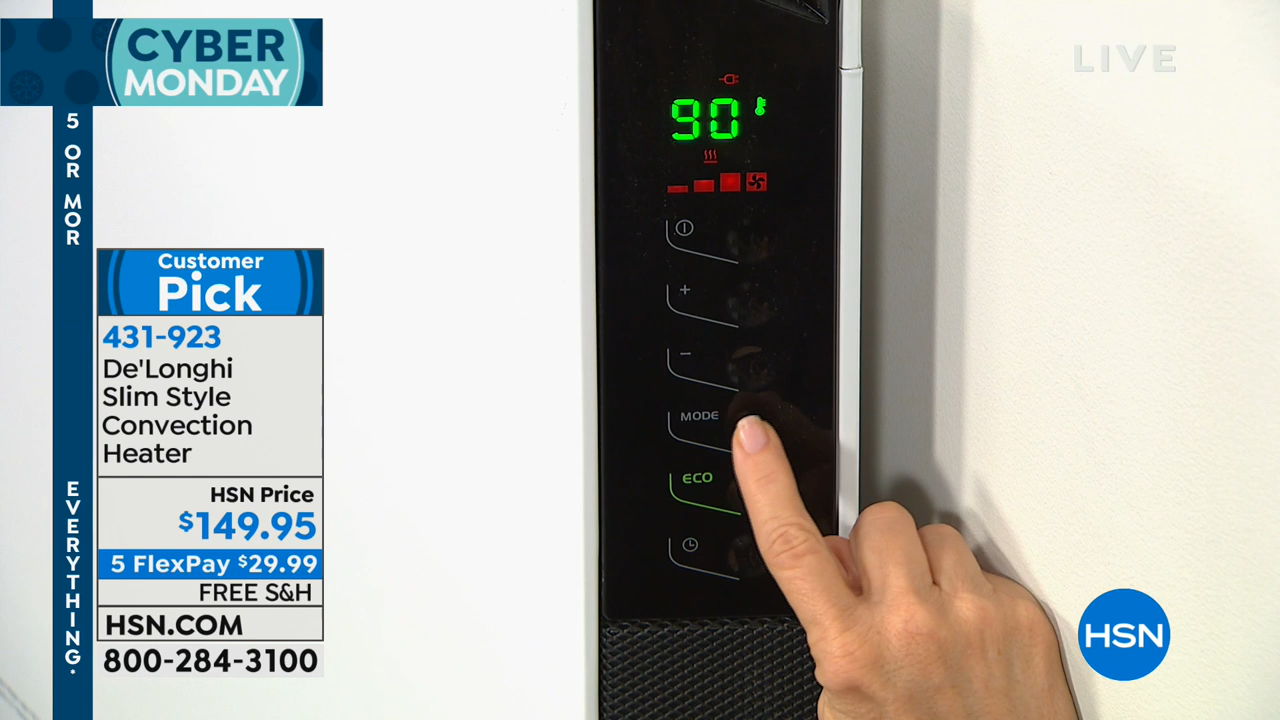 CYBER
MONDAY
5 OR MOR
EVERYTHING.
Customer
Pick
431-923
De'Longhi
Slim Style
Convection
Heater
HSN Price
$149.95
5 FlexPay $29.99
FREE S&H
HSN.COM
800-284-3100
LIVE
90
+
−
MODE
ECO
HSN